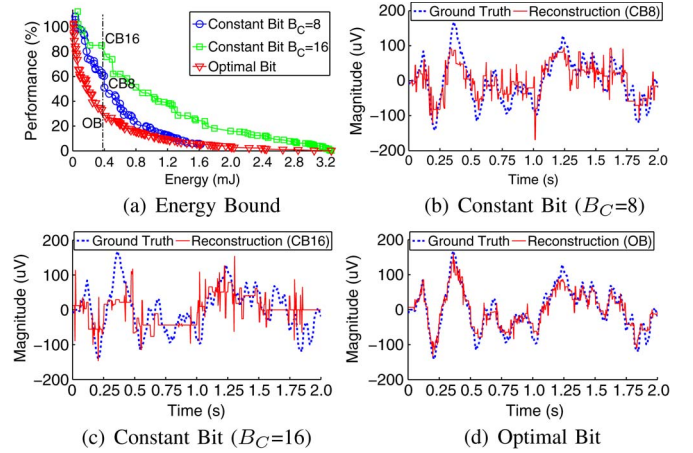 Performance (%)
100
80
60
40
20
0
CB16
CB8
OB
Constant Bit B_C=8
Constant Bit B_C=16
Optimal Bit
0 0.4 0.8 1.2 1.6 2.0 2.4 2.8 3.2
Energy (mJ)
(a) Energy Bound
Ground Truth Reconstruction (CB8)
Magnitude (uV)
200
100
0
−100
−200
0 0.25 0.5 0.75 1.0 1.25 1.5 1.75 2.0
Time (s)
(b) Constant Bit (B_C=8)
Ground Truth Reconstruction (CB16)
Magnitude (uV)
200
100
0
−100
−200
0 0.25 0.5 0.75 1.0 1.25 1.5 1.75 2.0
Time (s)
(c) Constant Bit (B_C=16)
Ground Truth Reconstruction (OB)
Magnitude (uV)
200
100
0
−100
−200
0 0.25 0.5 0.75 1.0 1.25 1.5 1.75 2.0
Time (s)
(d) Optimal Bit